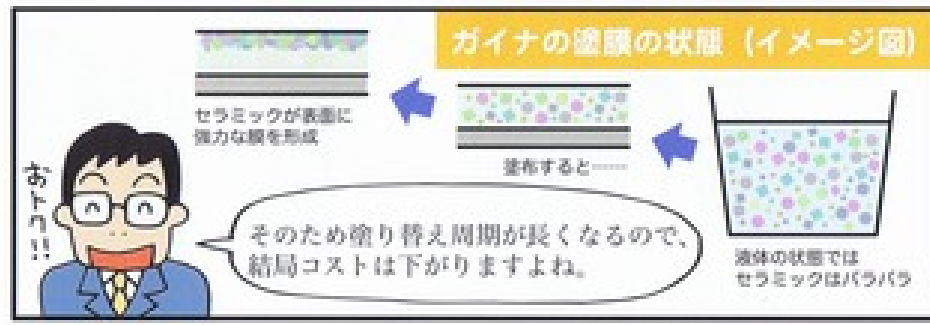 ガイナの塗膜の状態（イメージ図）
液体の状態では
セラミックはバラバラ
塗布すると……
セラミックが表面に
強力な膜を形成
そのため塗り替え周期が長くなるので、
結局コストは下がりますよね。
おトク!!